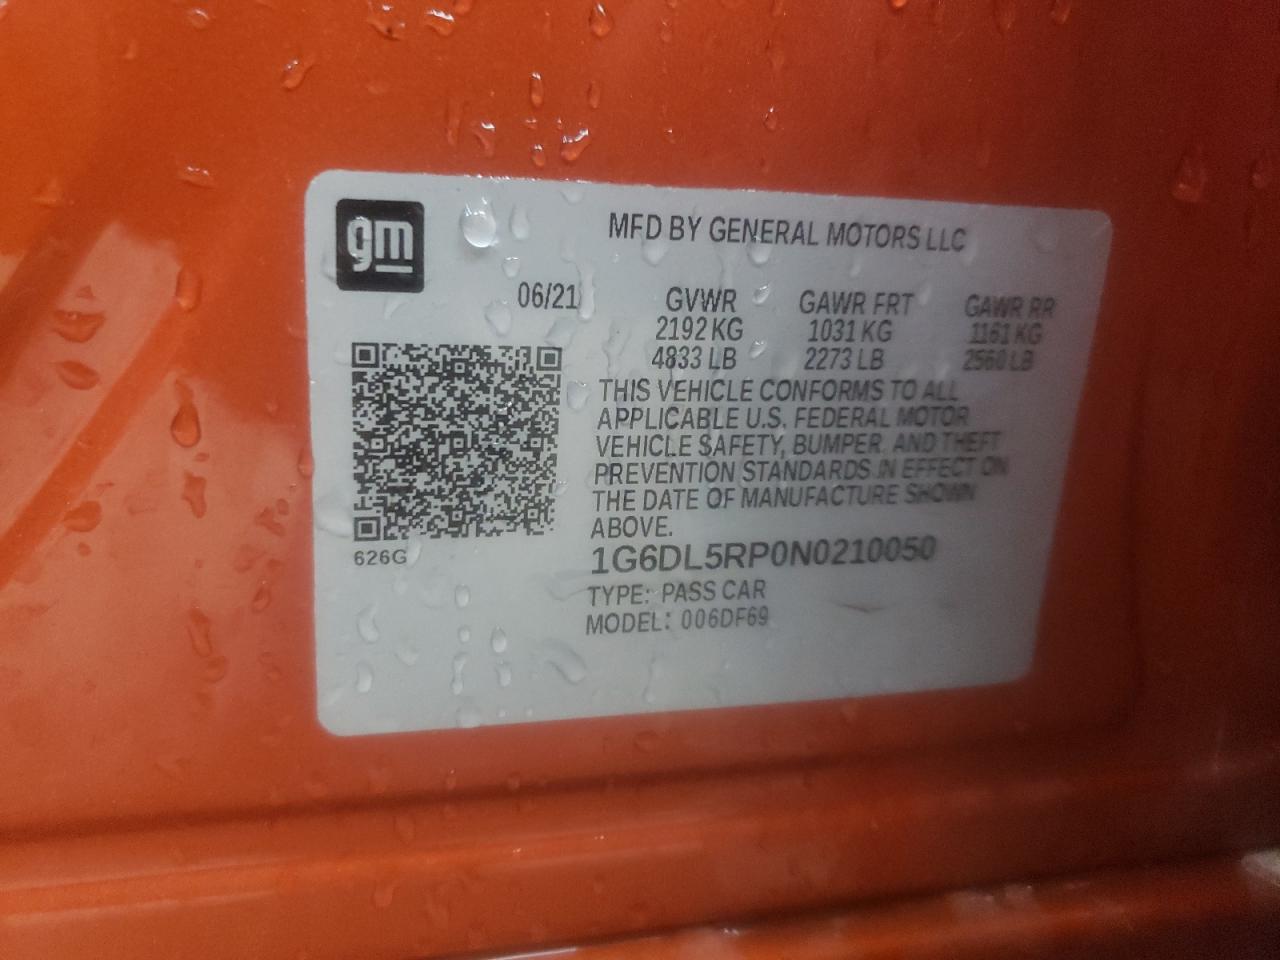 gm
MFD BY GENERAL MOTORS LLC
06/21 GVWR GAWR FRT GAWR RR
2192 KG 1031 KG 1161 KG
4833 LB 2273 LB 2560 LB
THIS VEHICLE CONFORMS TO ALL
APPLICABLE U.S. FEDERAL MOTOR
VEHICLE SAFETY, BUMPER, AND THEFT
PREVENTION STANDARDS IN EFFECT ON
THE DATE OF MANUFACTURE SHOWN
ABOVE.
626G
1G6DL5RP0N0210050
TYPE: PASS CAR
MODEL: 006DF69